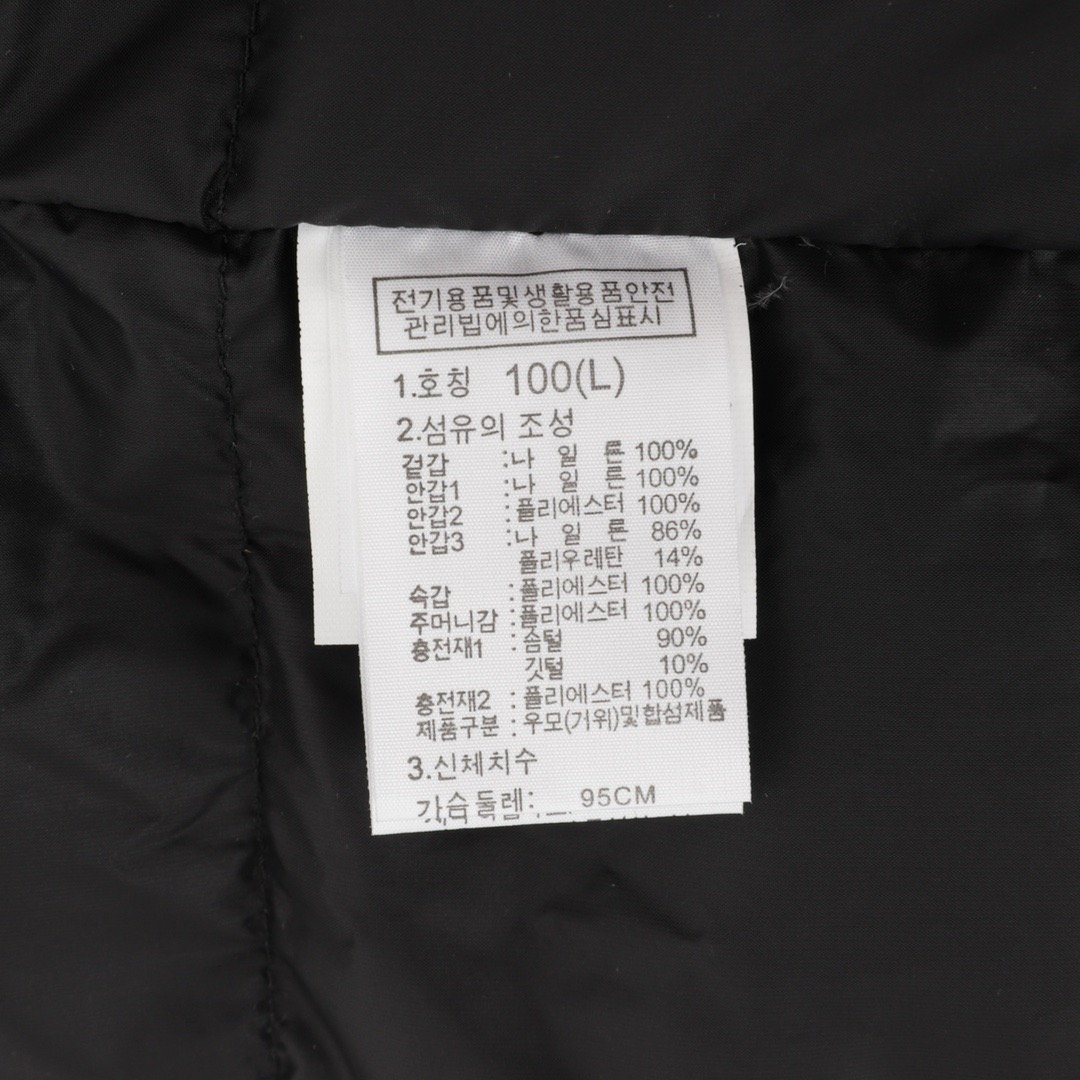 전기용품및생활용품안전
관리법에의한품심표시
1.호칭 100(L)
2.섬유의 조성
겉감 :나 일 론 100%
안감1 :나 일 론 100%
안감2 :폴리에스터 100%
안감3 :나 일 론 86%
폴리우레탄 14%
속감 :폴리에스터 100%
주머니감 :폴리에스터 100%
충전재1 :솜털 90%
깃털 10%
충전재2 :폴리에스터 100%
제품구분 :우모(거위)및합섬제품
3.신체치수
가슴둘레: 95CM